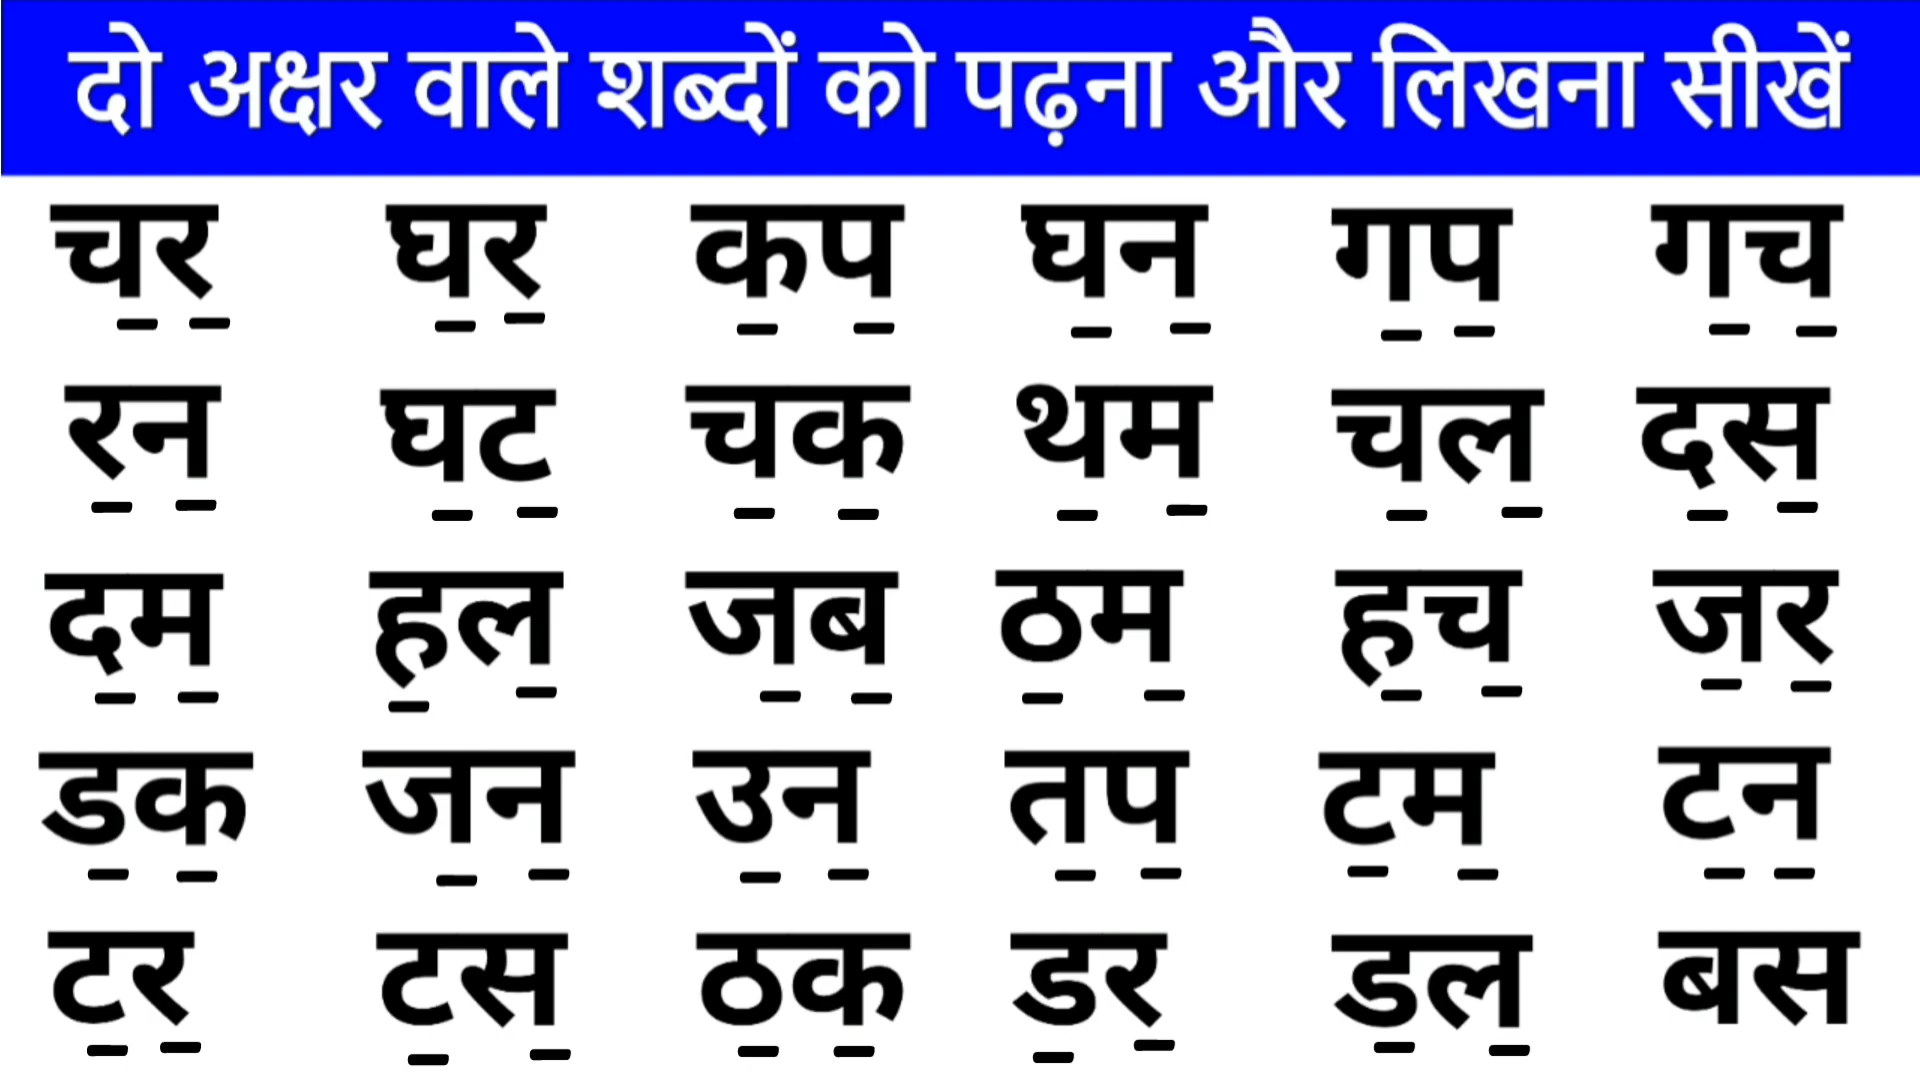 दो अक्षर वाले शब्दों को पढ़ना और लिखना सीखें
चर घर कप घन गप गच
रन घट चक थम चल दस
दम हल जब ठम हच जर
डक जन उन तप टम टन
टर टस ठक डर डल बस